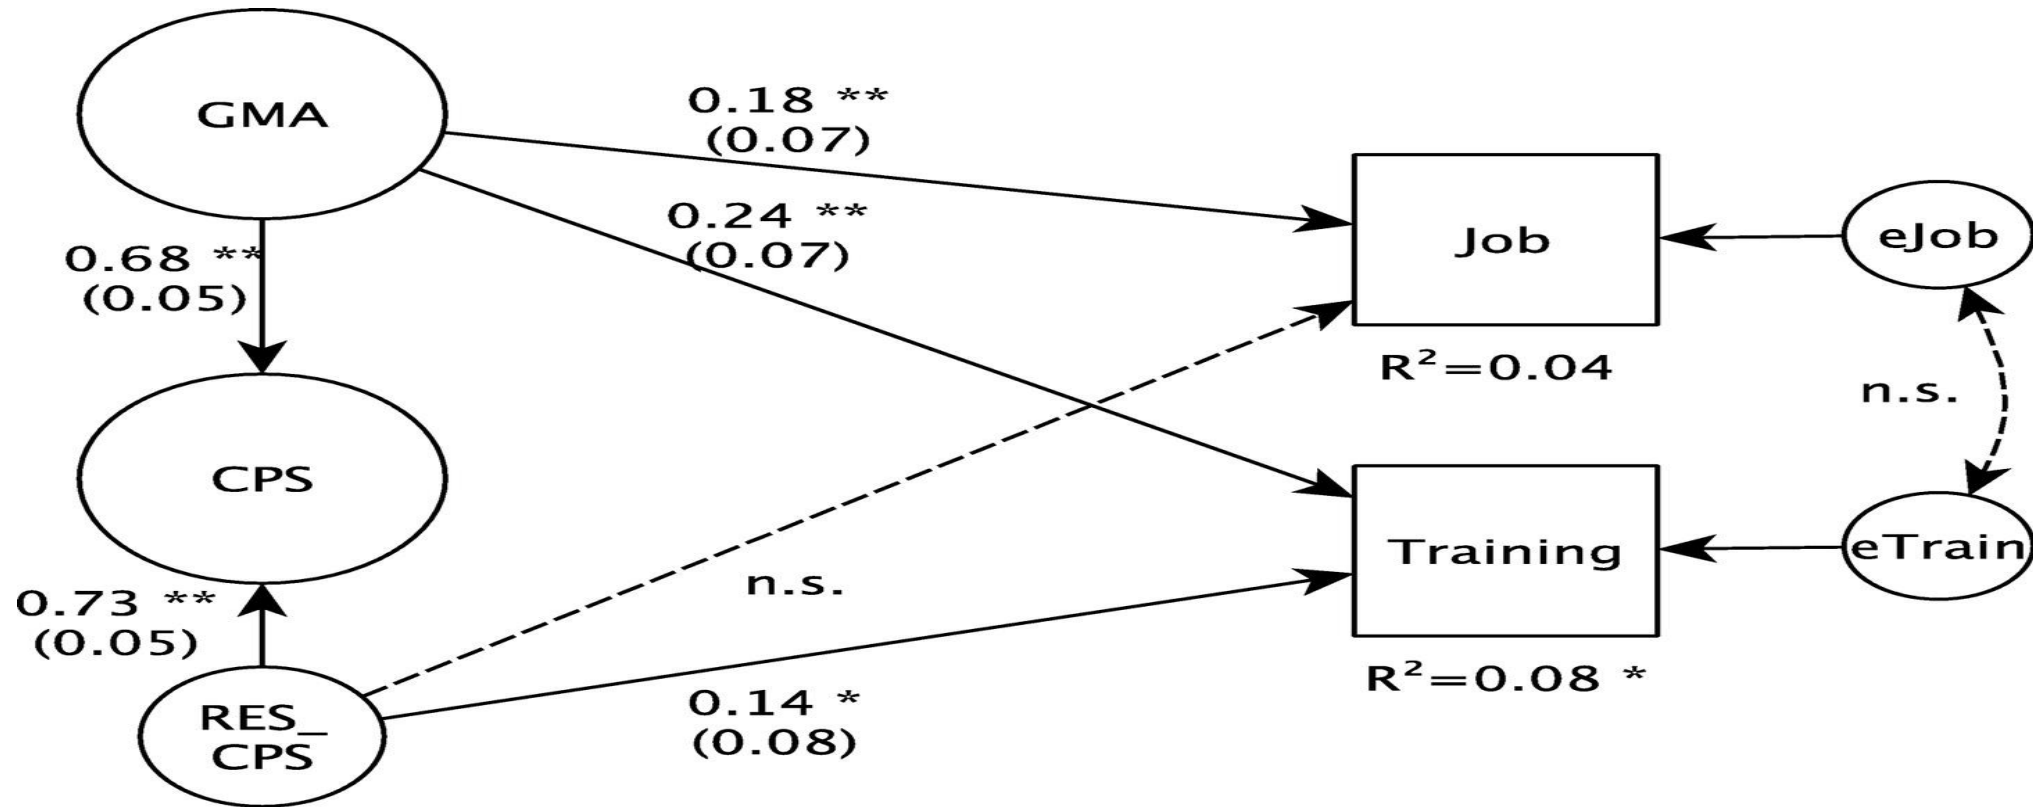 GMA
0.18 **
(0.07)
0.24 **
(0.07)
0.68 **
(0.05)
Job
eJob
R²=0.04
n.s.
CPS
Training
eTrain
n.s.
0.73 **
(0.05)
R²=0.08 *
0.14 *
(0.08)
RES_
CPS